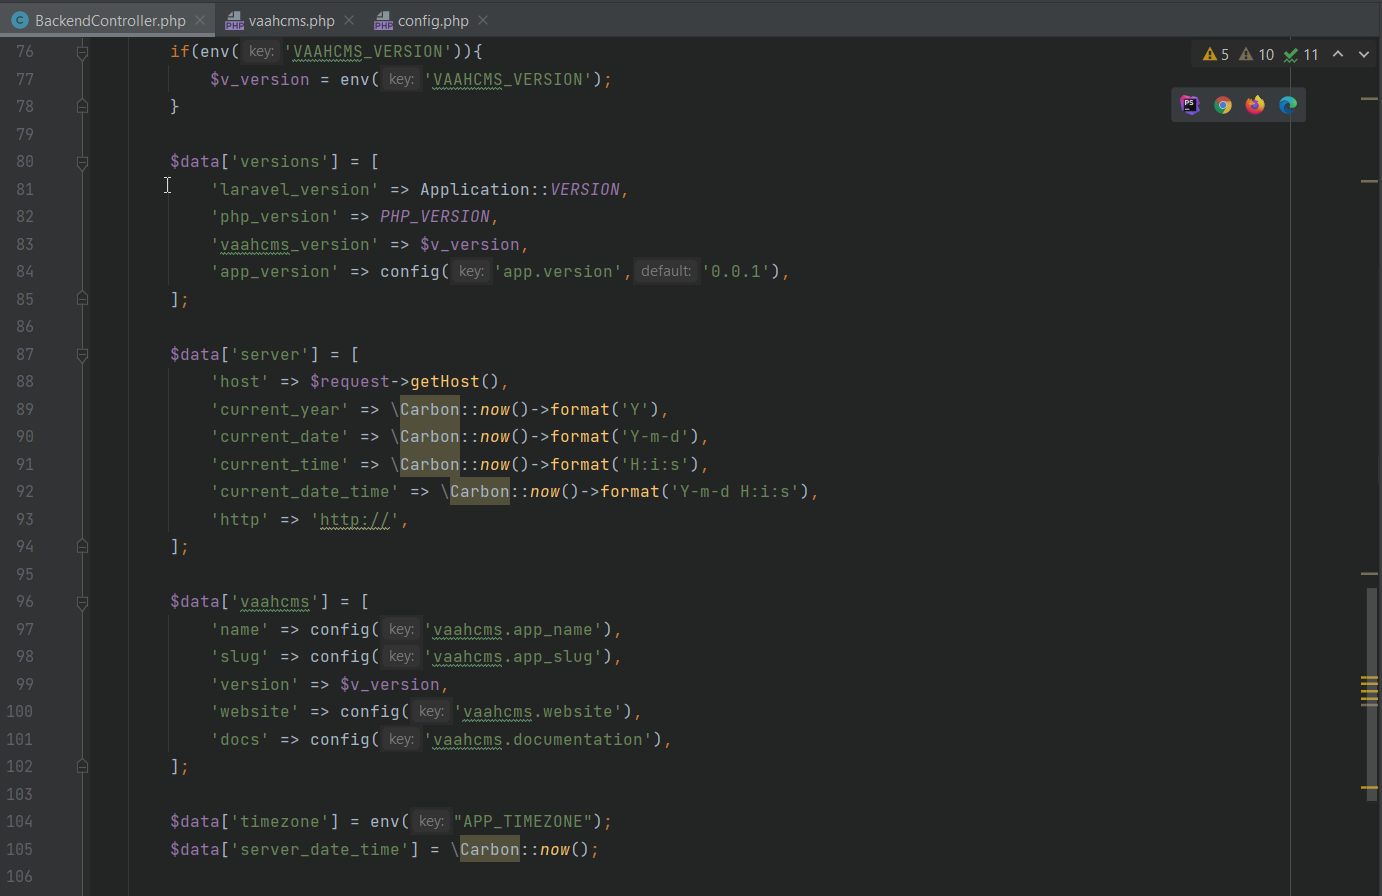 BackendController.php vaahcms.php config.php
76 if(env( key: 'VAAHCMS_VERSION')){
5 10 11
77 $v_version = env( key: 'VAAHCMS_VERSION');
78 }
79
80 $data['versions'] = [
81 'laravel_version' => Application::VERSION,
82 'php_version' => PHP_VERSION,
83 'vaahcms_version' => $v_version,
84 'app_version' => config( key: 'app.version', default: '0.0.1'),
85 ];
86
87 $data['server'] = [
88 'host' => $request->getHost(),
89 'current_year' => \Carbon::now()->format('Y'),
90 'current_date' => \Carbon::now()->format('Y-m-d'),
91 'current_time' => \Carbon::now()->format('H:i:s'),
92 'current_date_time' => \Carbon::now()->format('Y-m-d H:i:s'),
93 'http' => 'http://',
94 ];
95
96 $data['vaahcms'] = [
97 'name' => config( key: 'vaahcms.app_name'),
98 'slug' => config( key: 'vaahcms.app_slug'),
99 'version' => $v_version,
100 'website' => config( key: 'vaahcms.website'),
101 'docs' => config( key: 'vaahcms.documentation'),
102 ];
103
104 $data['timezone'] = env( key: "APP_TIMEZONE");
105 $data['server_date_time'] = \Carbon::now();
106